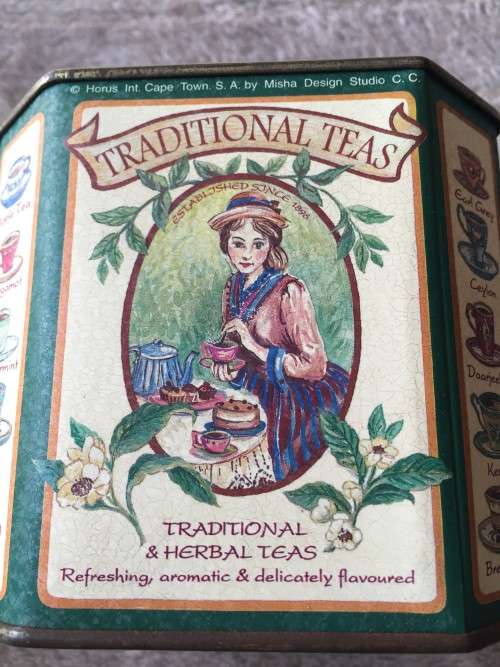 © Horus Int. Cape Town. S. A. by Misha Design Studio C. C.
TRADITIONAL TEAS
ESTABLISHED SINCE 1898
TRADITIONAL
& HERBAL TEAS
Refreshing, aromatic & delicately flavoured
Tea
Earl Grey
Ceylon